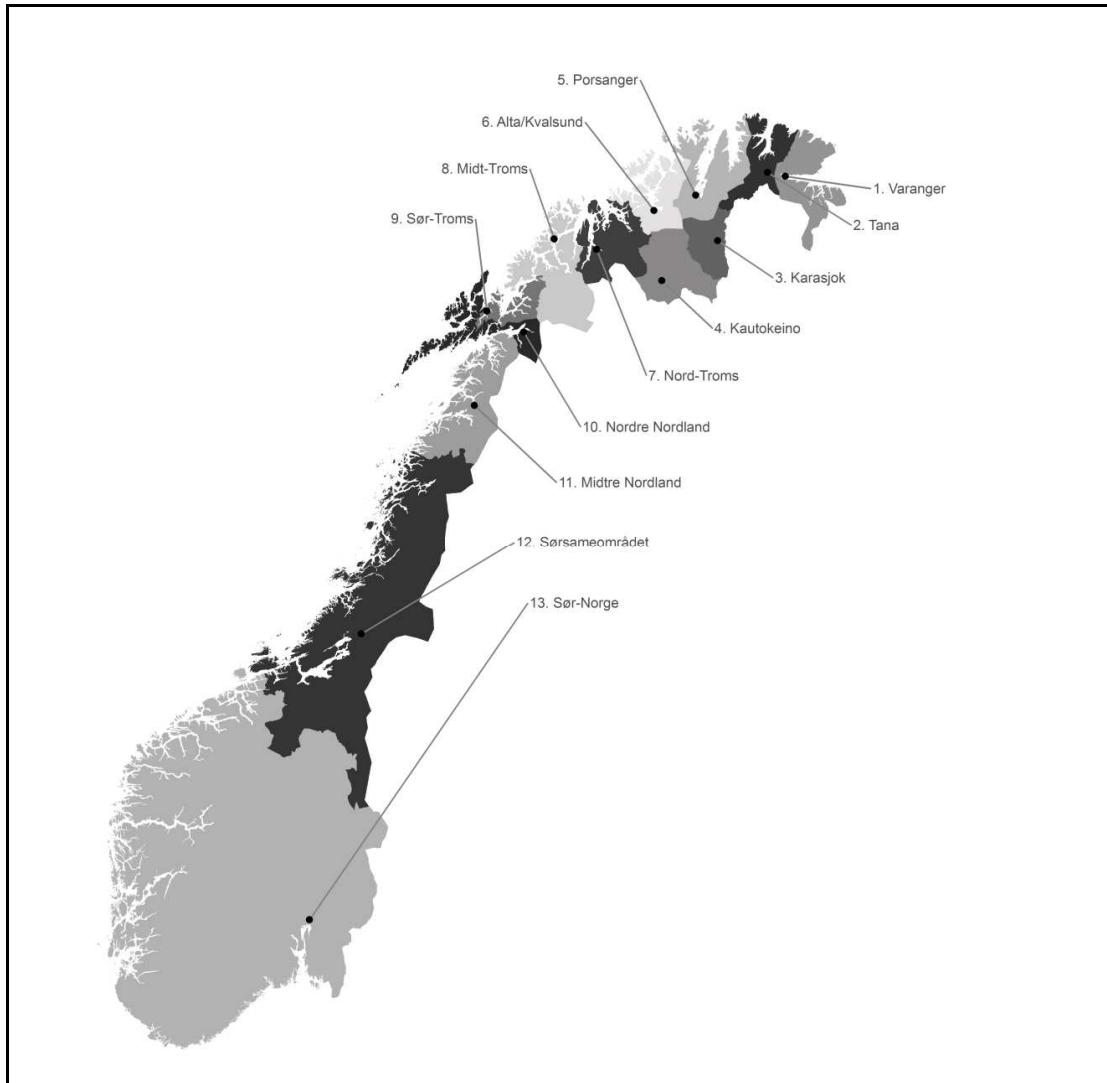 5. Porsanger
6. Alta/Kvalsund
8. Midt-Troms
1. Varanger
9. Sør-Troms
2. Tana
3. Karasjok
4. Kautokeino
7. Nord-Troms
10. Nordre Nordland
11. Midtre Nordland
12. Sørsameområdet
13. Sør-Norge